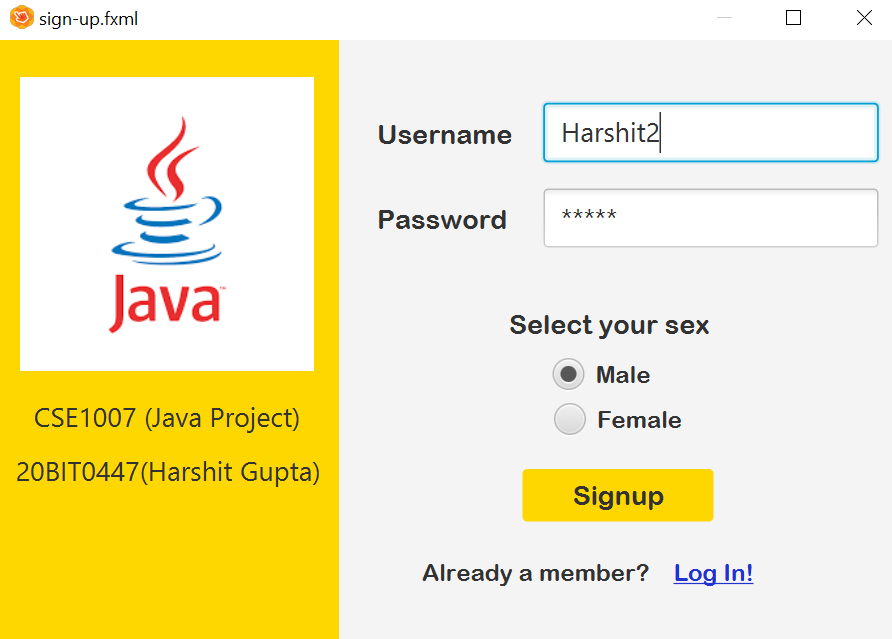 sign-up.fxml
Java™
CSE1007 (Java Project)
20BIT0447(Harshit Gupta)
Username Harshit2
Password *****
Select your sex
Male
Female
Signup
Already a member? Log In!